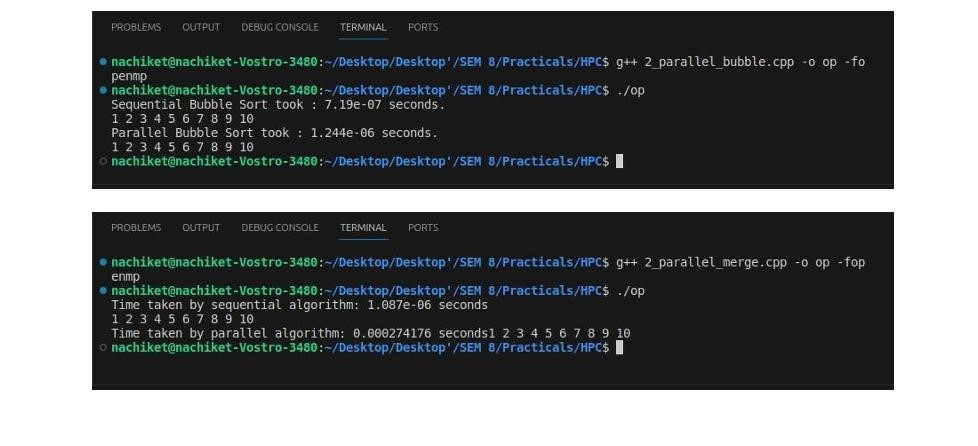 PROBLEMS OUTPUT DEBUG CONSOLE TERMINAL PORTS
nachiket@nachiket-Vostro-3480:~/Desktop/Desktop'/SEM 8/Practicals/HPC$ g++ 2_parallel_bubble.cpp -o op -fo
penmp
nachiket@nachiket-Vostro-3480:~/Desktop/Desktop'/SEM 8/Practicals/HPC$ ./op
Sequential Bubble Sort took : 7.19e-07 seconds.
1 2 3 4 5 6 7 8 9 10
Parallel Bubble Sort took : 1.244e-06 seconds.
1 2 3 4 5 6 7 8 9 10
nachiket@nachiket-Vostro-3480:~/Desktop/Desktop'/SEM 8/Practicals/HPC$
PROBLEMS OUTPUT DEBUG CONSOLE TERMINAL PORTS
nachiket@nachiket-Vostro-3480:~/Desktop/Desktop'/SEM 8/Practicals/HPC$ g++ 2_parallel_merge.cpp -o op -fop
enmp
nachiket@nachiket-Vostro-3480:~/Desktop/Desktop'/SEM 8/Practicals/HPC$ ./op
Time taken by sequential algorithm: 1.087e-06 seconds
1 2 3 4 5 6 7 8 9 10
Time taken by parallel algorithm: 0.000274176 seconds1 2 3 4 5 6 7 8 9 10
nachiket@nachiket-Vostro-3480:~/Desktop/Desktop'/SEM 8/Practicals/HPC$